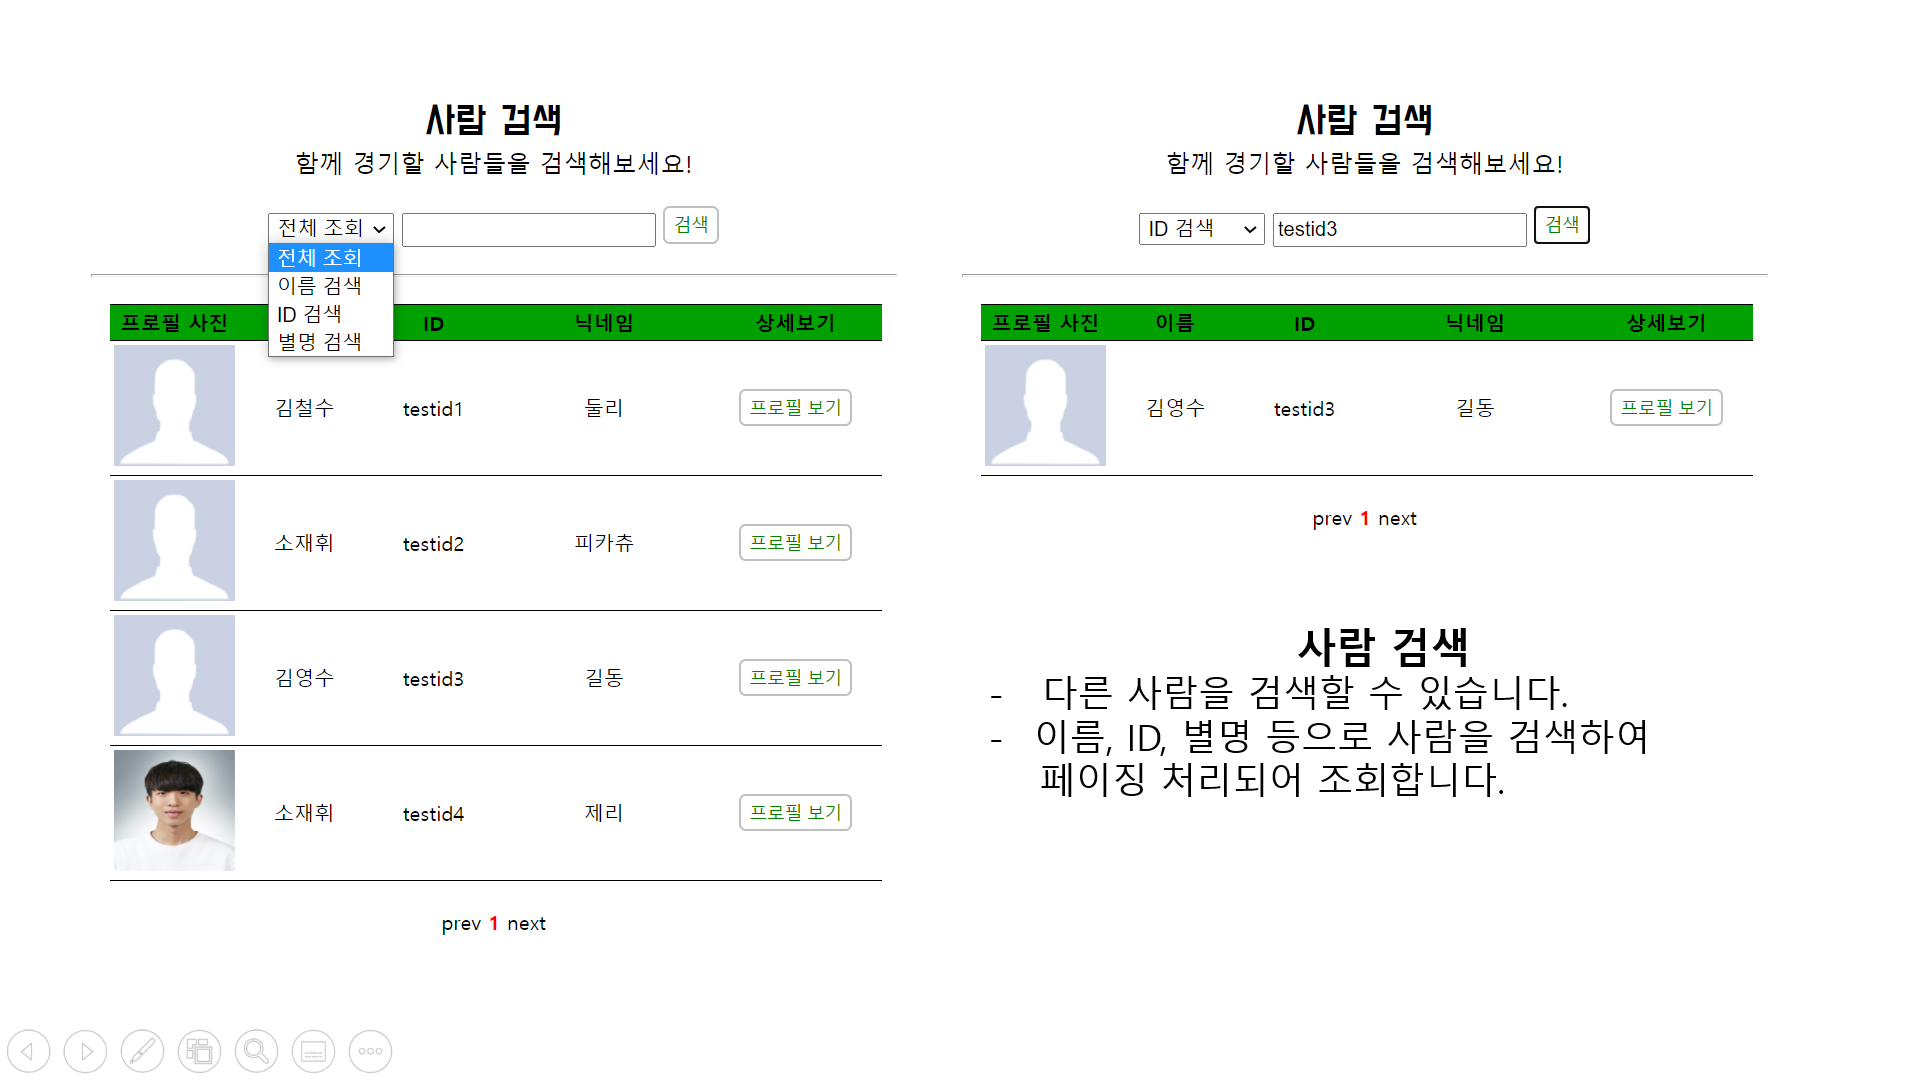 사람 검색
함께 경기할 사람들을 검색해보세요!
전체 조회 검색
전체 조회
이름 검색
ID 검색
별명 검색
프로필 사진 ID 닉네임 상세보기
김철수 testid1 둘리 프로필 보기
소재휘 testid2 피카츄 프로필 보기
김영수 testid3 길동 프로필 보기
소재휘 testid4 제리 프로필 보기
prev 1 next
사람 검색
함께 경기할 사람들을 검색해보세요!
ID 검색 testid3 검색
프로필 사진 이름 ID 닉네임 상세보기
김영수 testid3 길동 프로필 보기
prev 1 next
사람 검색
- 다른 사람을 검색할 수 있습니다.
- 이름, ID, 별명 등으로 사람을 검색하여
페이징 처리되어 조회합니다.